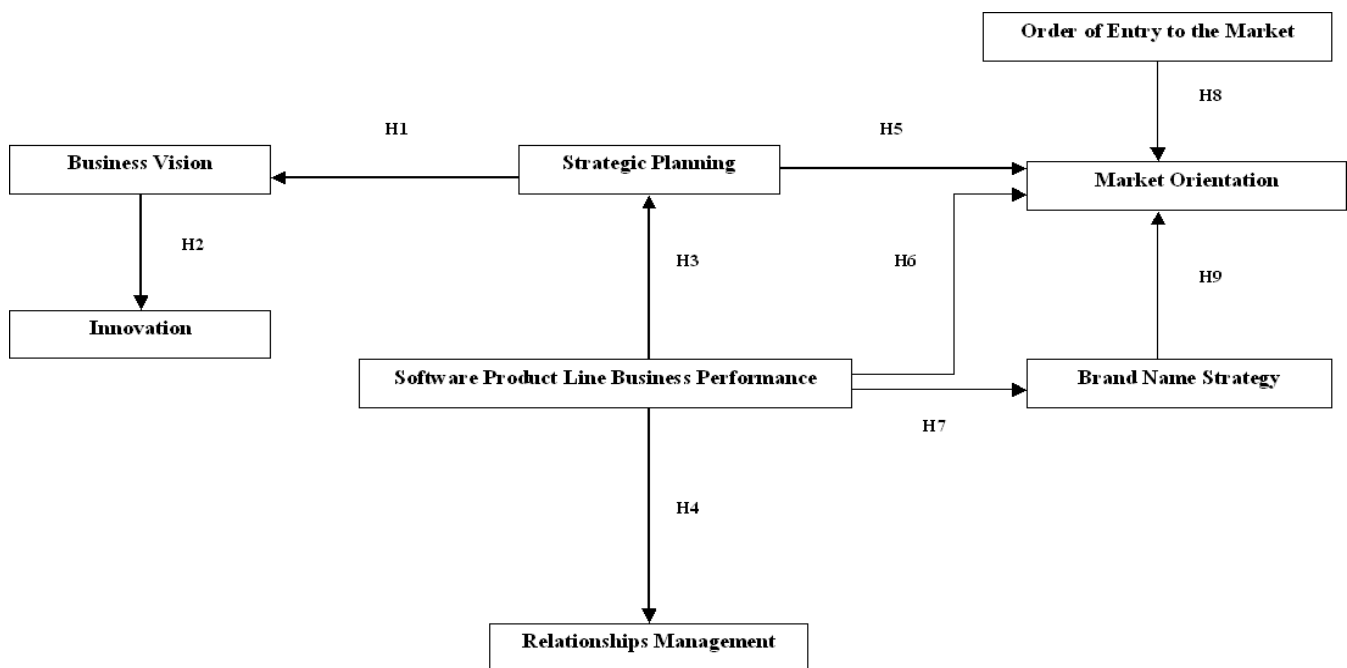 Order of Entry to the Market
H8
H1
H5
Business Vision
Strategic Planning
Market Orientation
H2
H3
H6
H9
Innovation
Software Product Line Business Performance
Brand Name Strategy
H7
H4
Relationships Management